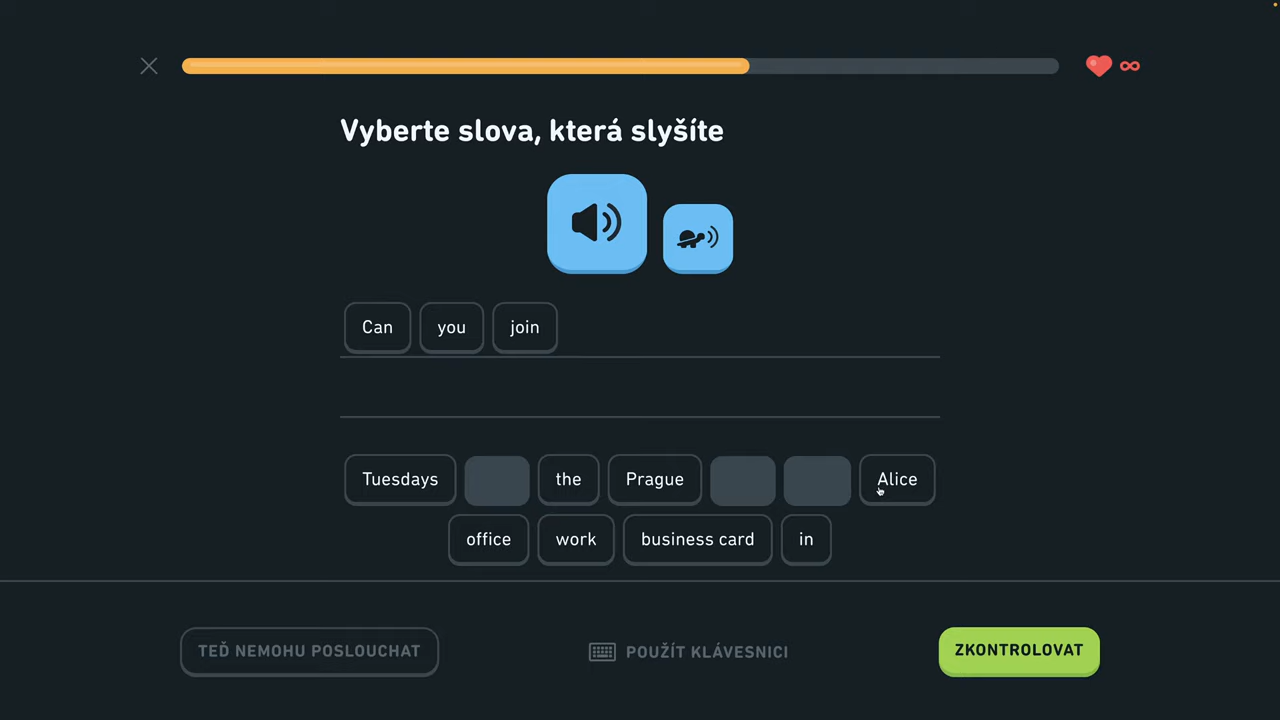 Vyberte slova, která slyšíte
Can you join
Tuesdays the Prague Alice
office work business card in
TEĎ NEMOHU POSLOUCHAT POUŽÍT KLÁVESNICI ZKONTROLOVAT